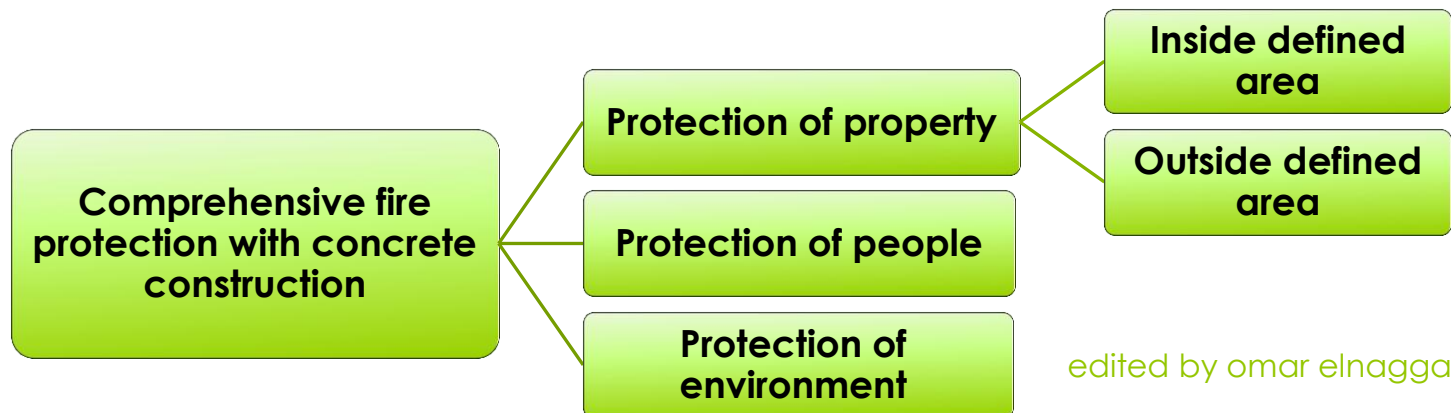 Comprehensive fire
protection with concrete
construction
Protection of property
Protection of people
Protection of
environment
Inside defined
area
Outside defined
area
edited by omar elnagga